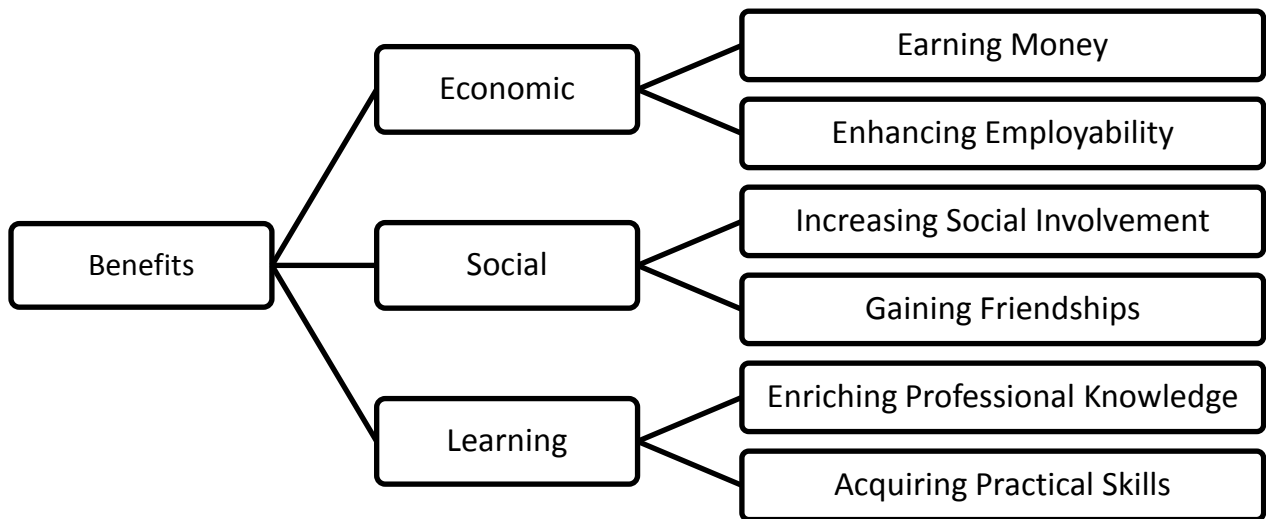 Benefits
Economic
Earning Money
Enhancing Employability
Social
Increasing Social Involvement
Gaining Friendships
Learning
Enriching Professional Knowledge
Acquiring Practical Skills